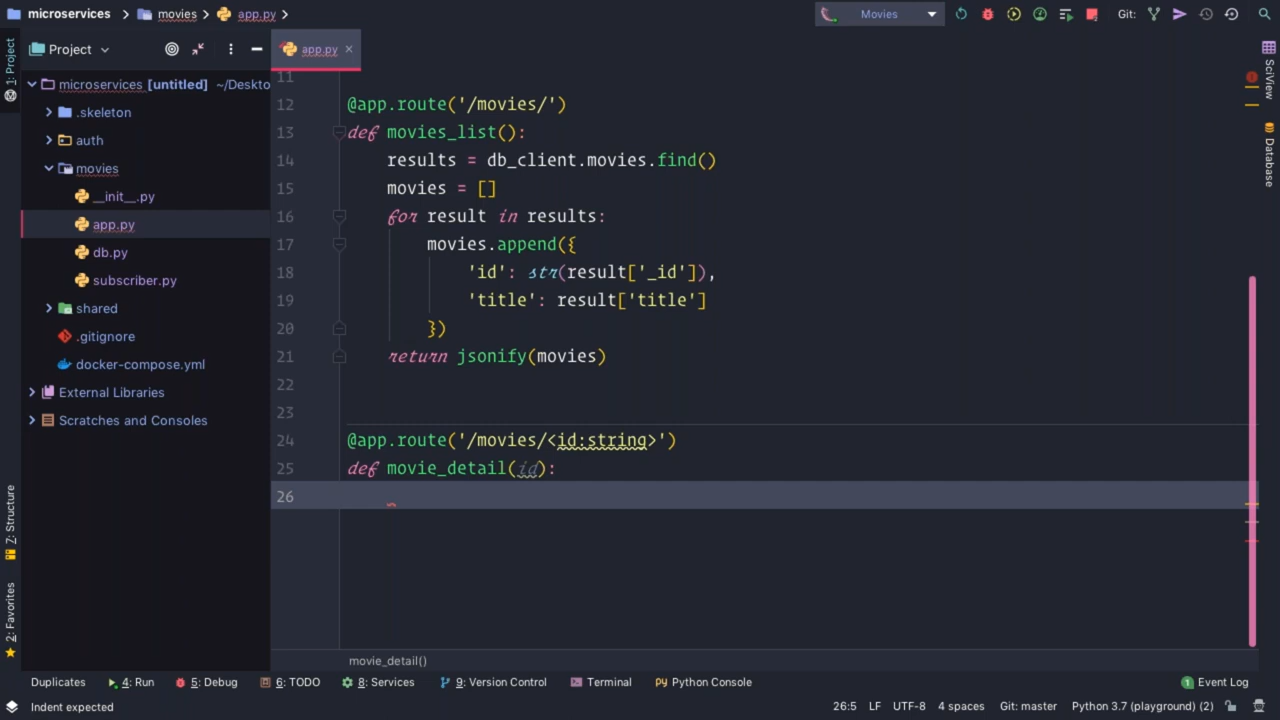 microservices movies app.py Movies Git:
1: Project
Project
app.py
microservices [untitled] ~/Deskto
.skeleton
auth
movies
__init__.py
app.py
db.py
subscriber.py
shared
.gitignore
docker-compose.yml
External Libraries
Scratches and Consoles
11
12 @app.route('/movies/')
13 def movies_list():
14 results = db_client.movies.find()
15 movies = []
16 for result in results:
17 movies.append({
18 'id': str(result['_id']),
19 'title': result['title']
20 })
21 return jsonify(movies)
22
23
24 @app.route('/movies/<id:string>')
25 def movie_detail(id):
26
movie_detail()
SciView
Database
Z: Structure
2: Favorites
Duplicates 4: Run 5: Debug 6: TODO 8: Services 9: Version Control Terminal Python Console 1 Event Log
Indent expected 26:5 LF UTF-8 4 spaces Git: master Python 3.7 (playground) (2)